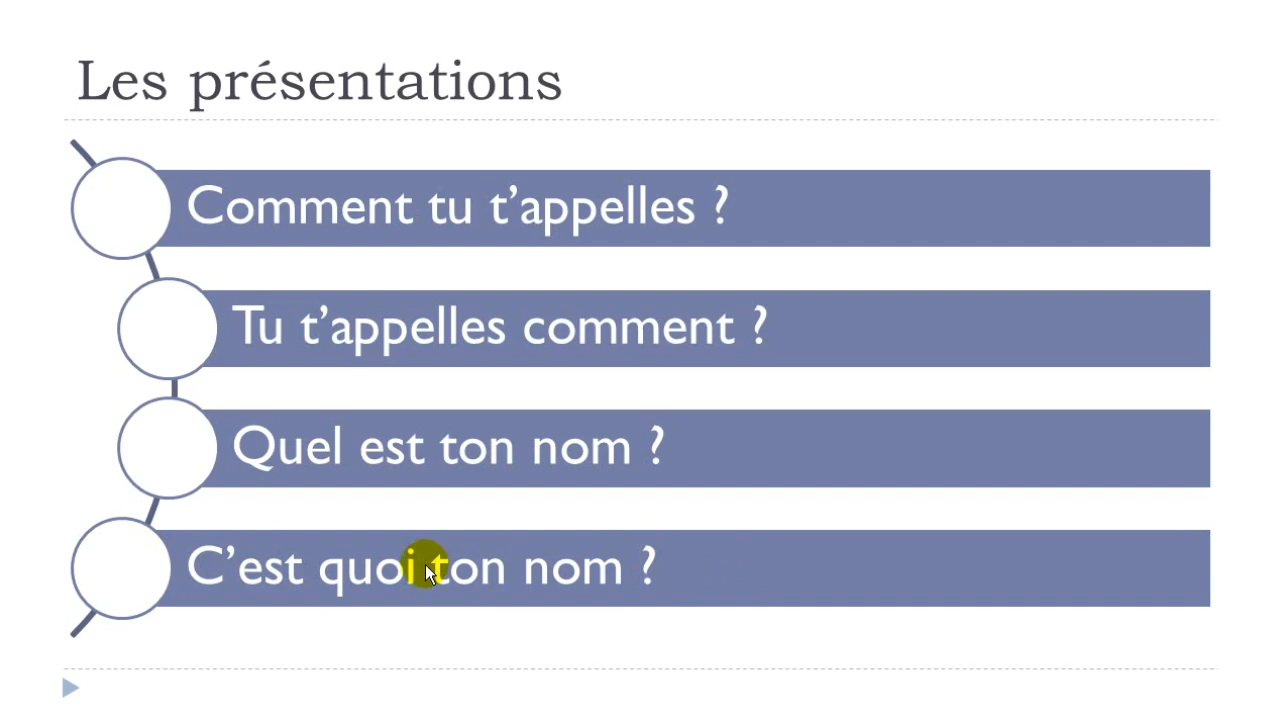 Les présentations
Comment tu t’appelles ?
Tu t’appelles comment ?
Quel est ton nom ?
C’est quoi ton nom ?